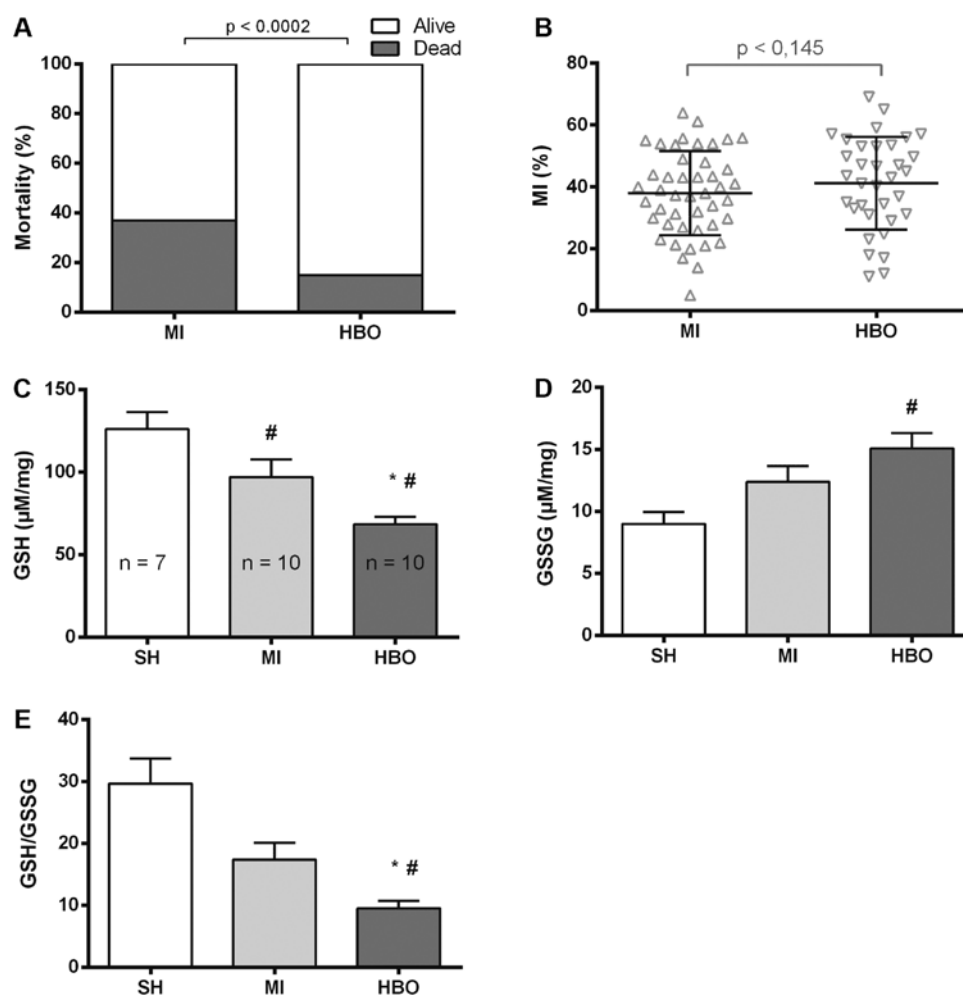 A
p < 0.0002
Alive
Dead
Mortality (%)
100
80
60
40
20
0
MI HBO
B
p < 0,145
MI (%)
80
60
40
20
0
MI HBO
C
GSH (µM/mg)
150
100
50
0
#
* #
n = 7 n = 10 n = 10
SH MI HBO
D
GSSG (µM/mg)
20
15
10
5
0
#
SH MI HBO
E
GSH/GSSG
40
30
20
10
0
* #
SH MI HBO